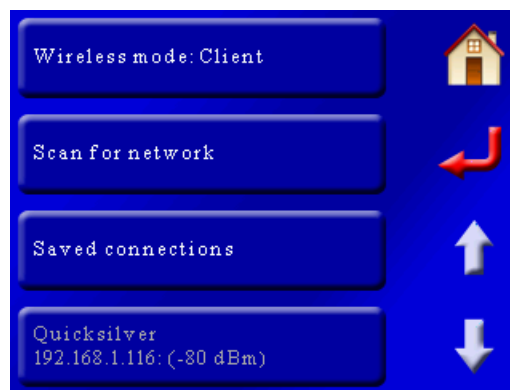 Wireless mode: Client
Scan for network
Saved connections
Quicksilver
192.168.1.116: (-80 dBm)